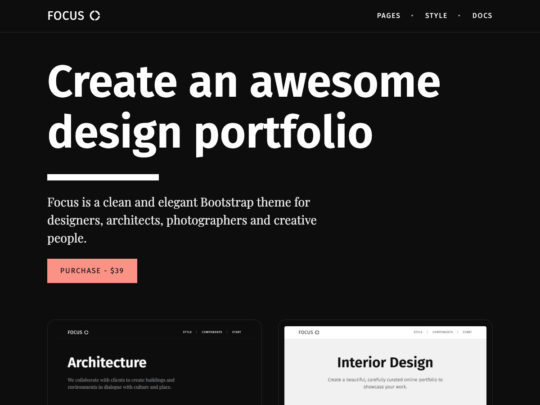 FOCUS
PAGES • STYLE • DOCS
Create an awesome
design portfolio
Focus is a clean and elegant Bootstrap theme for
designers, architects, photographers and creative
people.
PURCHASE - $39
FOCUS
STYLE COMPONENTS START
Architecture
We collaborate with clients to create buildings and
environments in dialogue with culture and place.
FOCUS
STYLE COMPONENTS START
Interior Design
Create a beautiful, carefully curated online portfolio to
showcase your work.